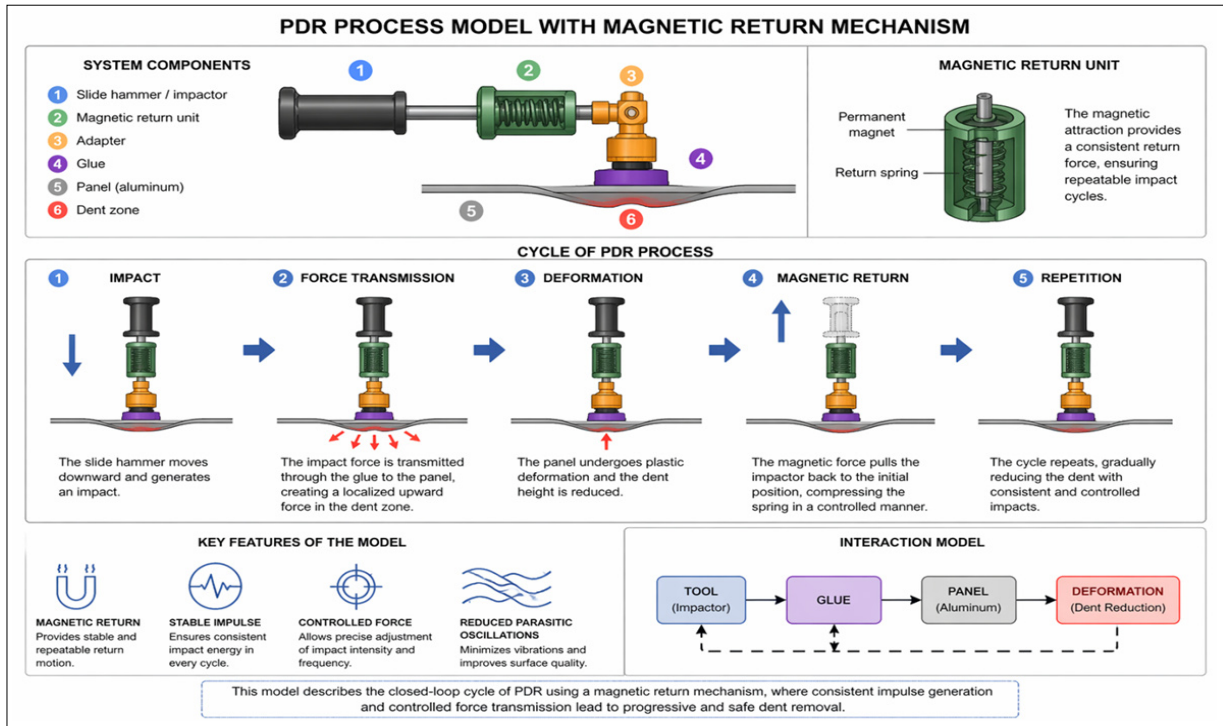 PDR PROCESS MODEL WITH MAGNETIC RETURN MECHANISM
SYSTEM COMPONENTS
1 Slide hammer / impactor
2 Magnetic return unit
3 Adapter
4 Glue
5 Panel (aluminum)
6 Dent zone
1
2
3
4
5
6
MAGNETIC RETURN UNIT
Permanent
magnet
Return spring
The magnetic
attraction provides
a consistent return
force, ensuring
repeatable impact
cycles.
CYCLE OF PDR PROCESS
1 IMPACT
The slide hammer moves
downward and generates
an impact.
2 FORCE TRANSMISSION
The impact force is transmitted
through the glue to the panel,
creating a localized upward
force in the dent zone.
3 DEFORMATION
The panel undergoes plastic
deformation and the dent
height is reduced.
4 MAGNETIC RETURN
The magnetic force pulls the
impactor back to the initial
position, compressing the
spring in a controlled manner.
5 REPETITION
The cycle repeats, gradually
reducing the dent with
consistent and controlled
impacts.
KEY FEATURES OF THE MODEL
MAGNETIC RETURN
Provides stable and
repeatable return
motion.
STABLE IMPULSE
Ensures consistent
impact energy in
every cycle.
CONTROLLED FORCE
Allows precise adjustment
of impact intensity and
frequency.
REDUCED PARASITIC
OSCILLATIONS
Minimizes vibrations and
improves surface quality.
INTERACTION MODEL
TOOL
(Impactor)
GLUE
PANEL
(Aluminum)
DEFORMATION
(Dent Reduction)
This model describes the closed-loop cycle of PDR using a magnetic return mechanism, where consistent impulse generation
and controlled force transmission lead to progressive and safe dent removal.